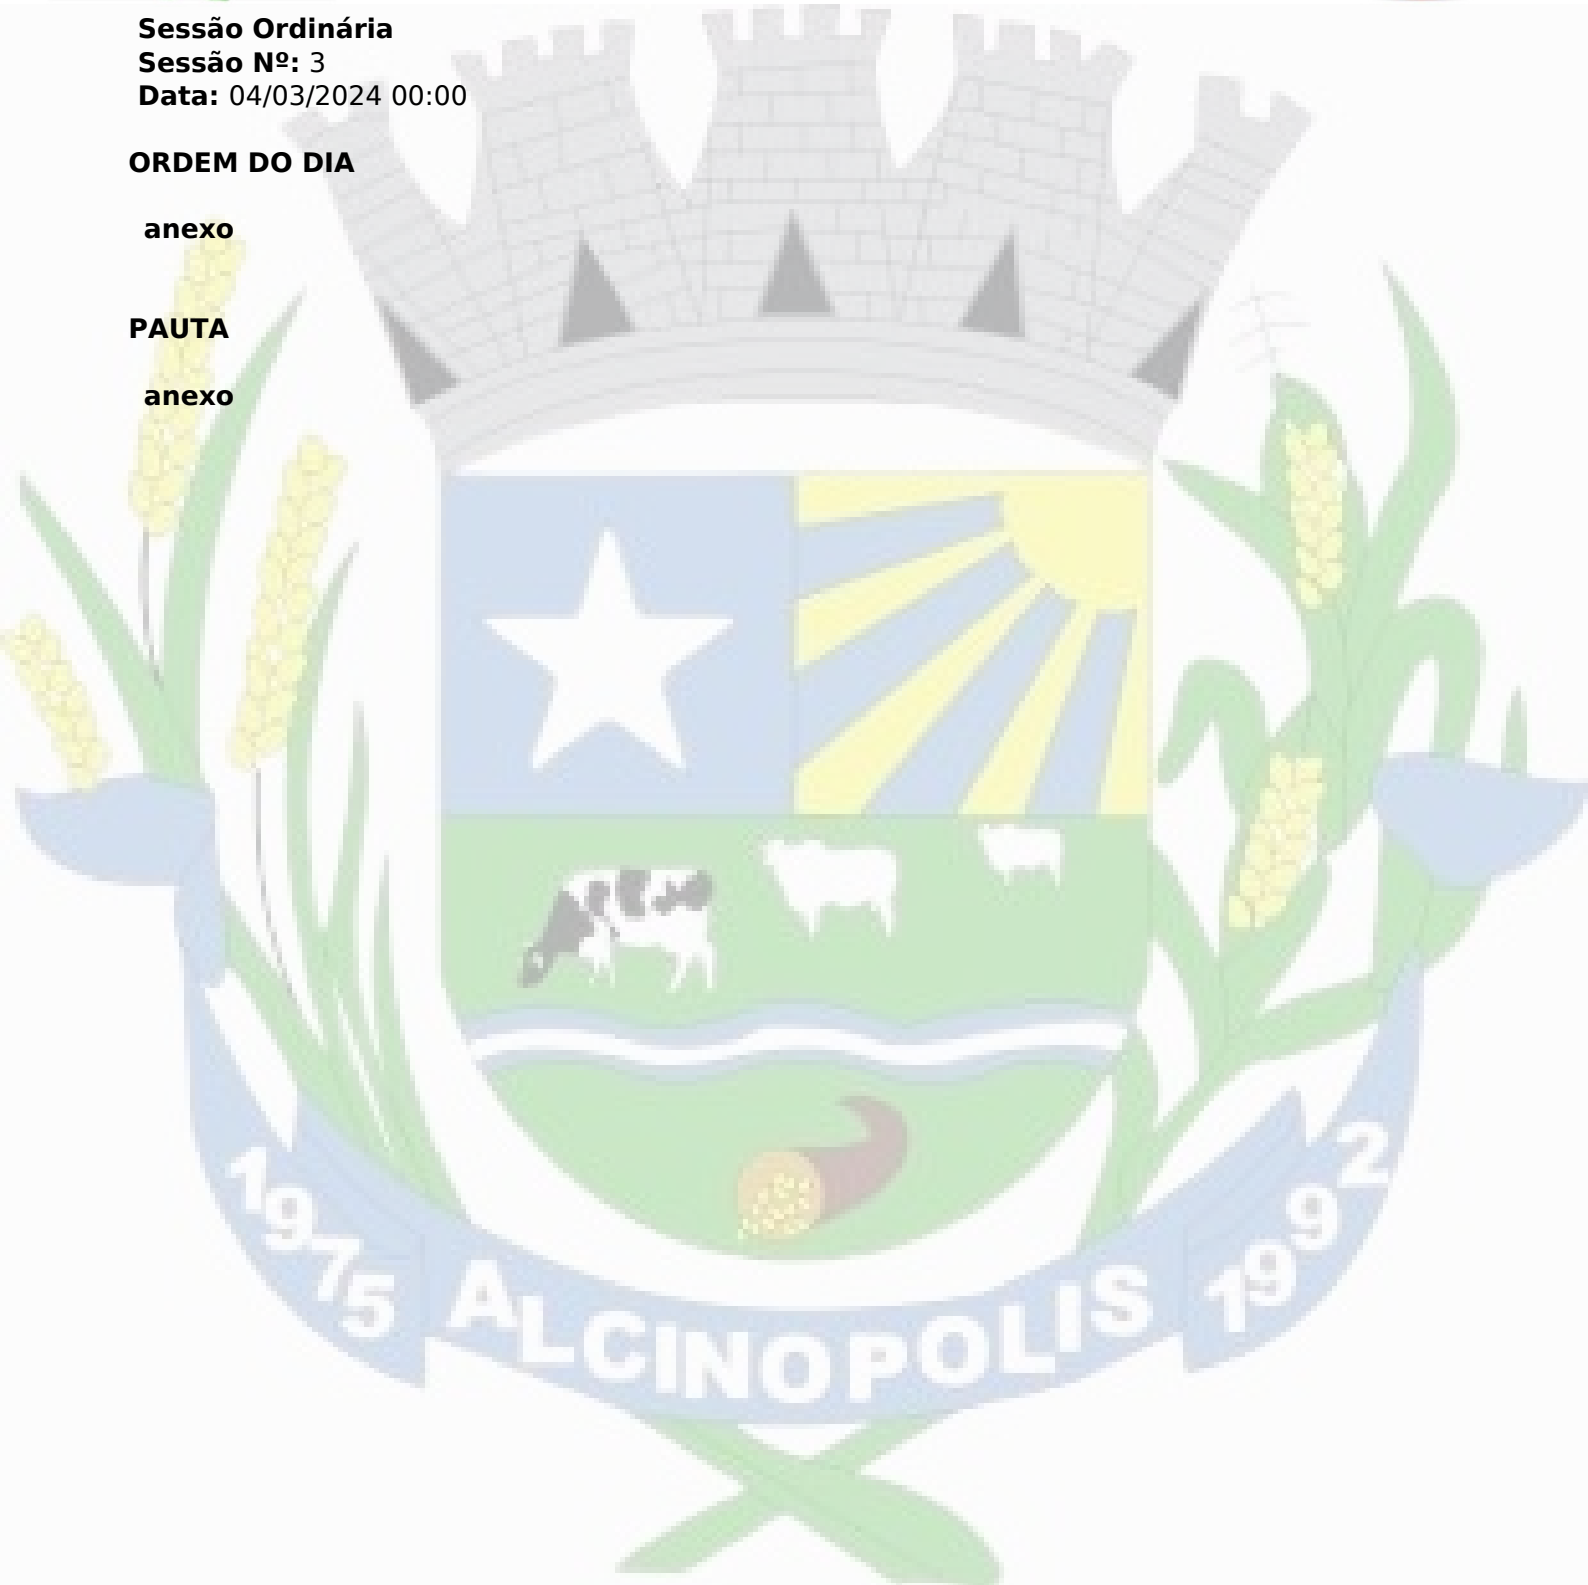 Sessão Ordinária
Sessão Nº: 3
Data: 04/03/2024 00:00
ORDEM DO DIA
anexo
PAUTA
anexo
1975 ALCINOPOLIS 1992